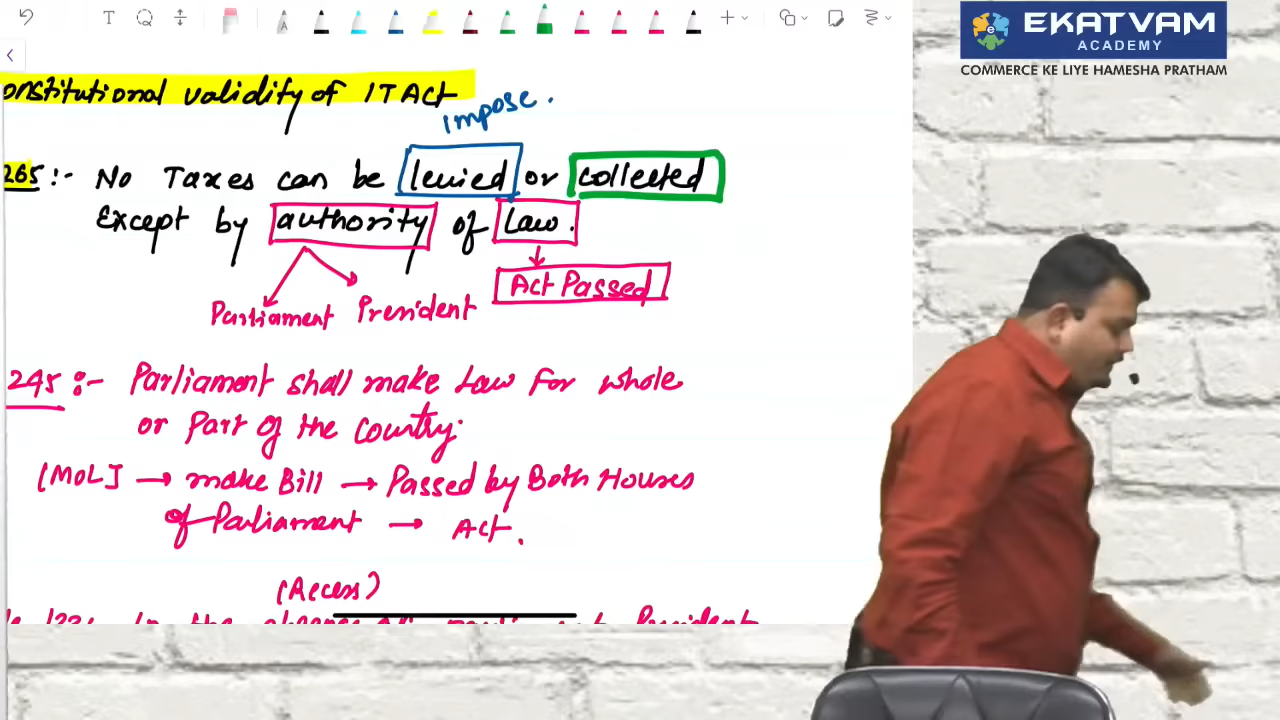 EKATVAM
ACADEMY
COMMERCE KE LIYE HAMESHA PRATHAM
onstitutional validity of IT Act
impose.
265 :- No Taxes can be levied or collected
Except by authority of Law.
Act Passed
Parliament President
245 :- Parliament shall make Law For whole
or Part of the country.
[MoL] → make Bill → Passed by Both Houses
of Parliament → Act.
(Access)